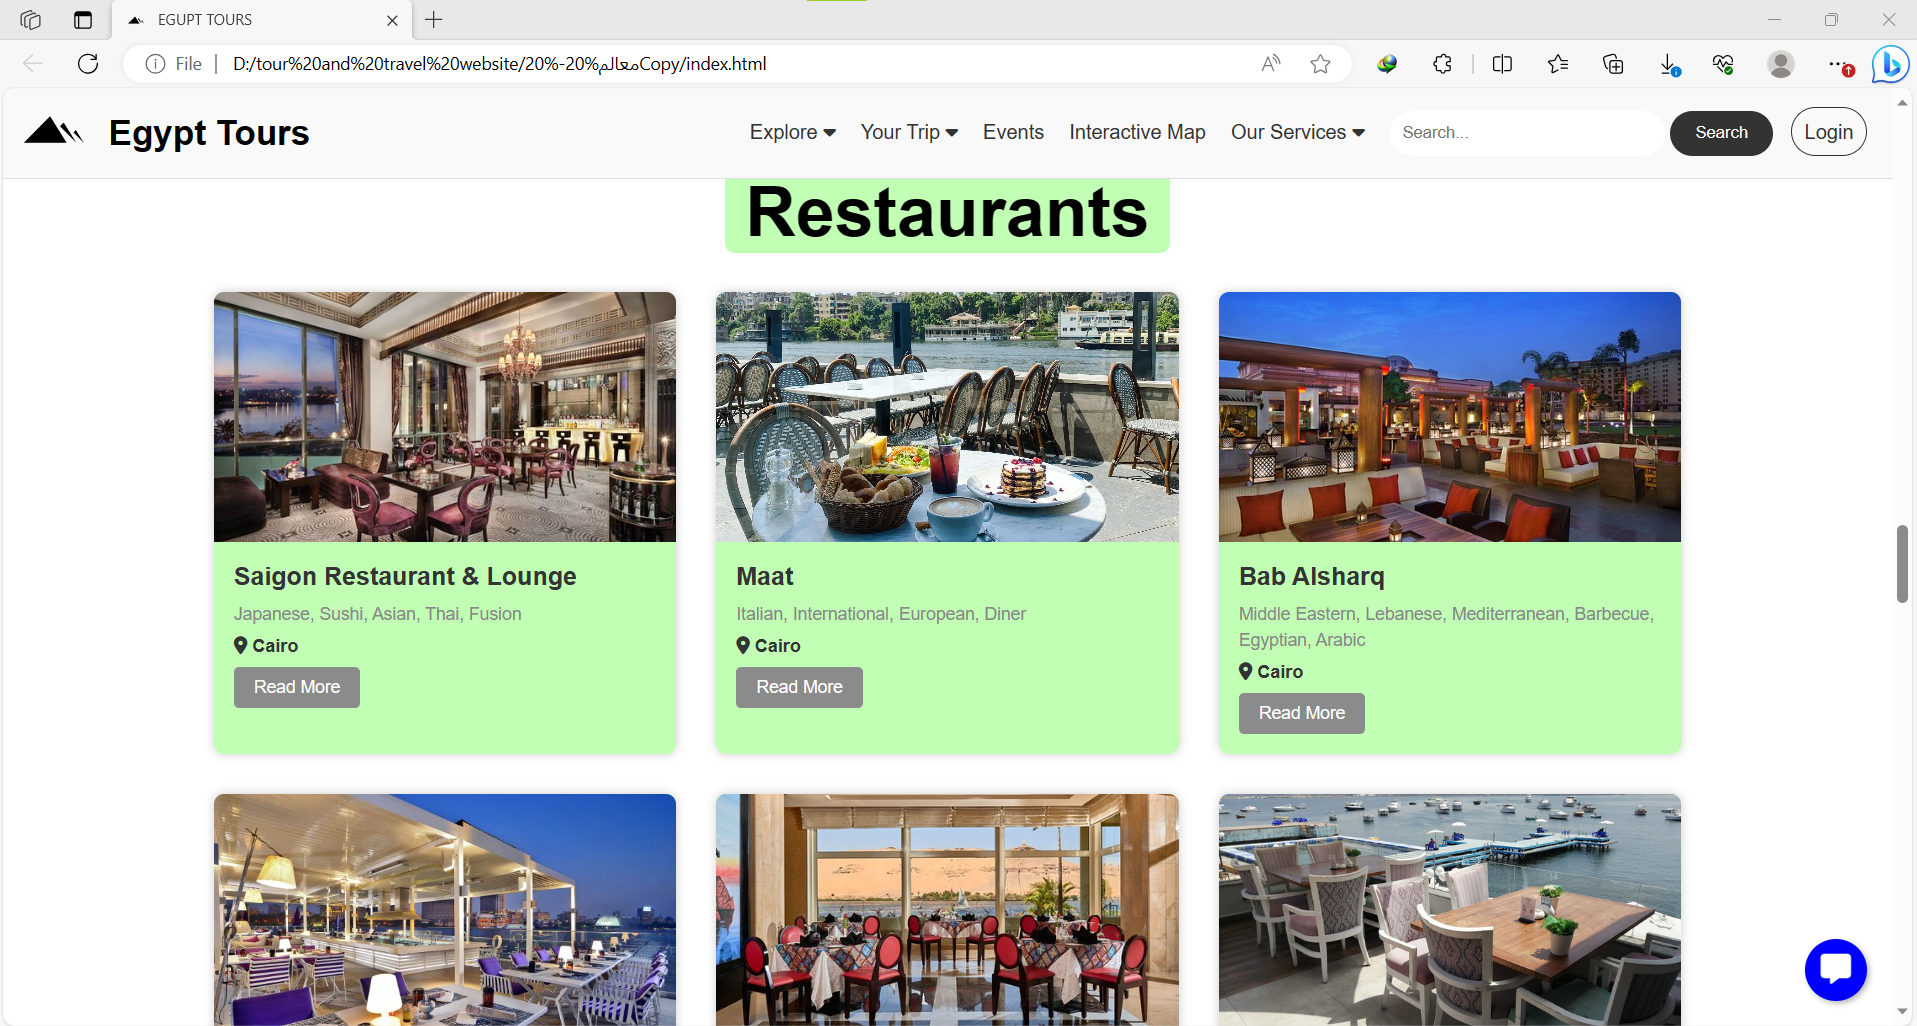 EGUPT TOURS
File
D:/tour%20and%20travel%20website/20%-20%معالمCopy/index.html
Egypt Tours
Explore
Your Trip
Events
Interactive Map
Our Services
Search...
Search
Login
Restaurants
Saigon Restaurant & Lounge
Japanese, Sushi, Asian, Thai, Fusion
Cairo
Read More
Maat
Italian, International, European, Diner
Cairo
Read More
Bab Alsharq
Middle Eastern, Lebanese, Mediterranean, Barbecue,
Egyptian, Arabic
Cairo
Read More